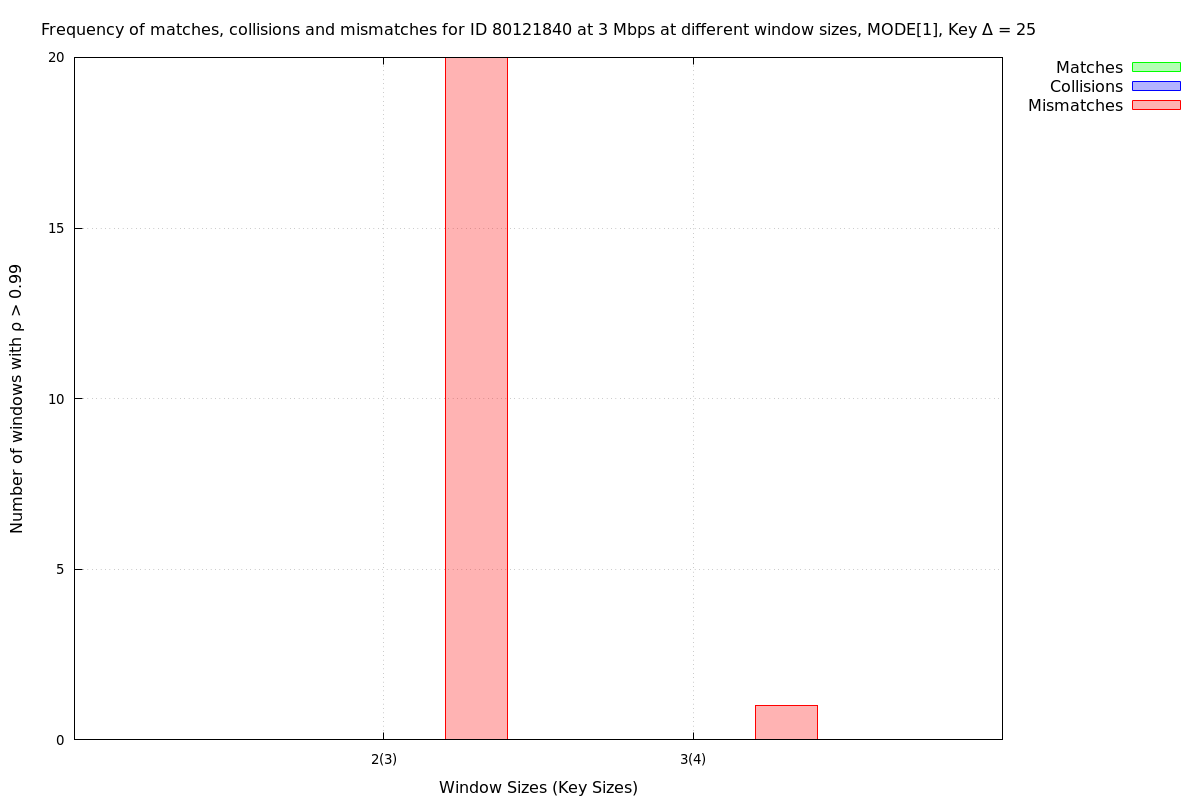 Frequency of matches, collisions and mismatches for ID 80121840 at 3 Mbps at different window sizes, MODE[1], Key Δ = 25
Matches
Collisions
Mismatches
Number of windows with ρ > 0.99
20
15
10
5
0
2(3)
3(4)
Window Sizes (Key Sizes)